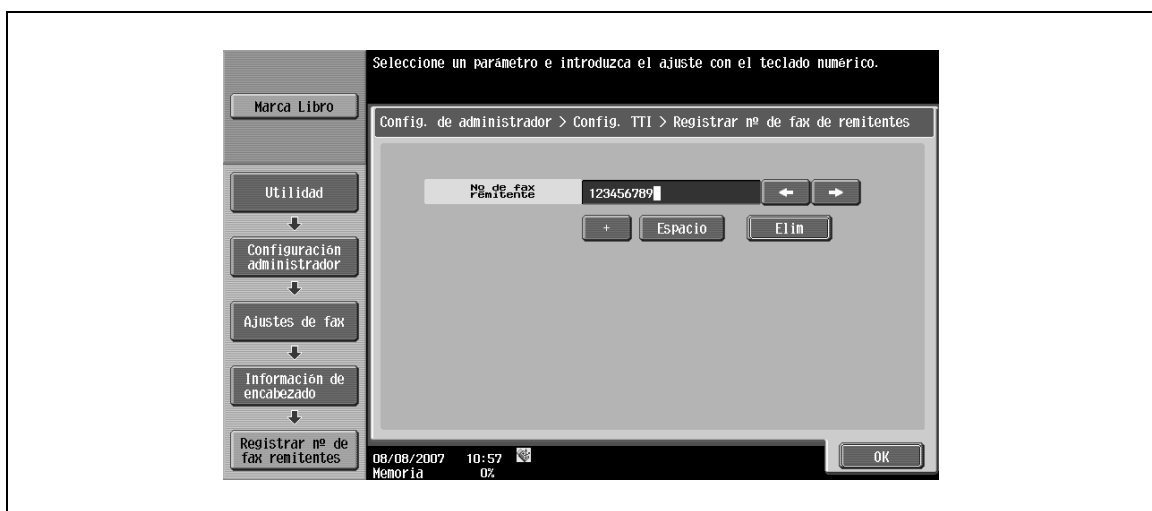 Seleccione un parámetro e introduzca el ajuste con el teclado numérico.
Marca Libro
Config. de administrador > Config. TTI > Registrar nº de fax de remitentes
Utilidad
Configuración
administrador
Ajustes de fax
Información de
encabezado
Registrar nº de
fax remitentes
Nº de fax
remitente
123456789
+ Espacio Elim
08/08/2007 10:57
Memoria 0%
OK